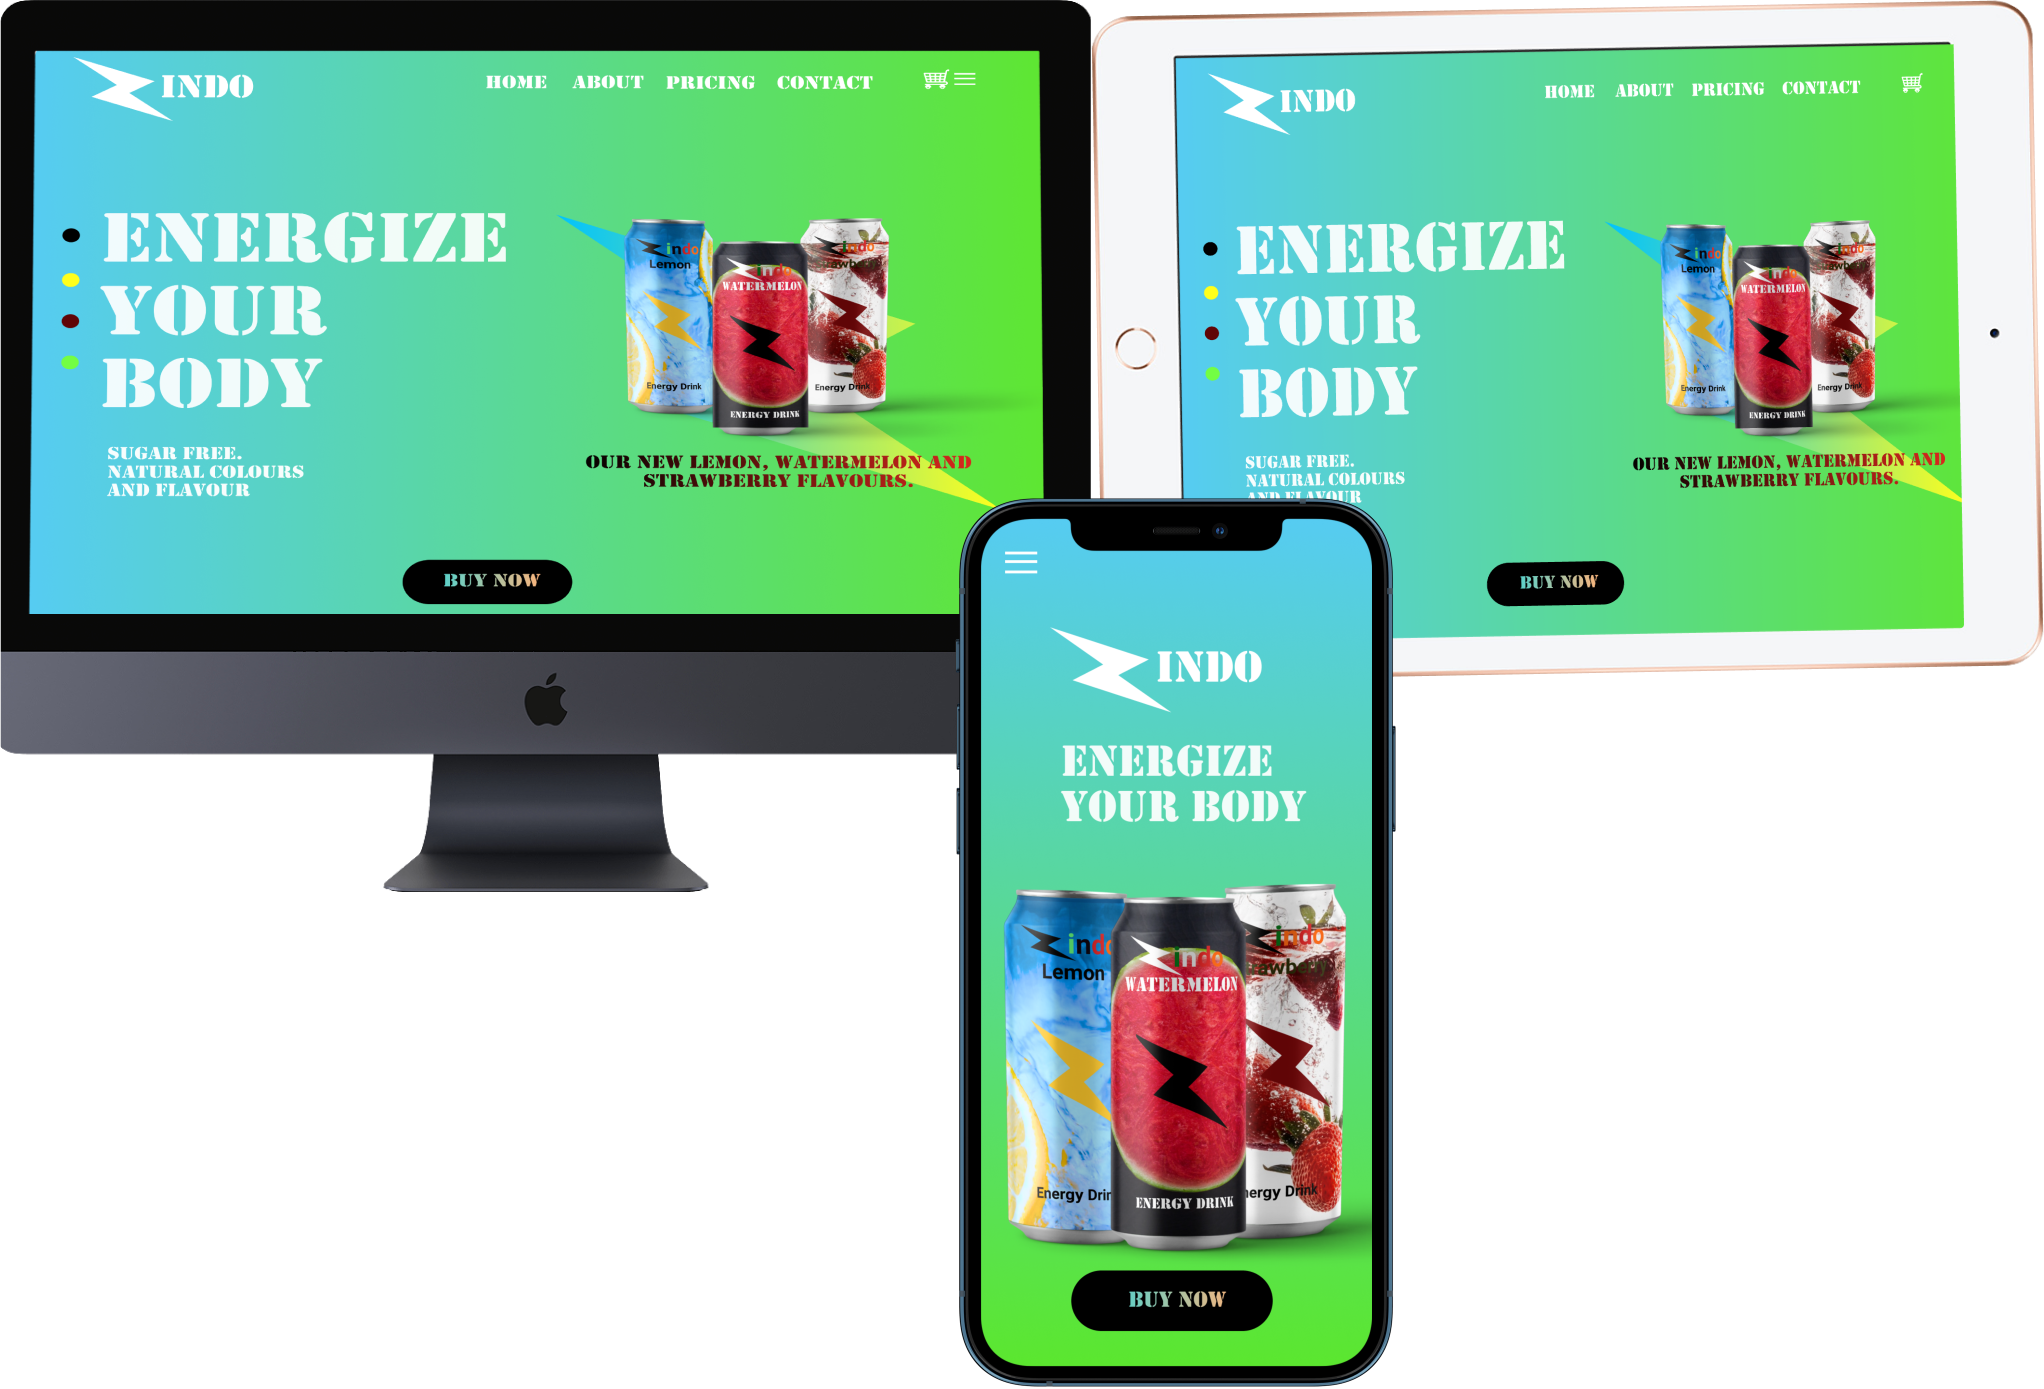 INDO
HOME ABOUT PRICING CONTACT
ENERGIZE
YOUR
BODY
SUGAR FREE.
NATURAL COLOURS
AND FLAVOUR
indo
Lemon
Energy Drink
indo
WATERMELON
ENERGY DRINK
indo
Energy Drink
OUR NEW LEMON, WATERMELON AND
STRAWBERRY FLAVOURS.
BUY NOW
INDO
HOME ABOUT PRICING CONTACT
ENERGIZE
YOUR
BODY
SUGAR FREE.
NATURAL COLOURS
AND FLAVOUR
indo
Lemon
Energy Drink
indo
WATERMELON
ENERGY DRINK
indo
Energy Drink
OUR NEW LEMON, WATERMELON AND
STRAWBERRY FLAVOURS.
BUY NOW
INDO
ENERGIZE
YOUR BODY
indo
Lemon
Energy Drin
indo
WATERMELON
ENERGY DRINK
indo
rawberry
nergy Drink
BUY NOW